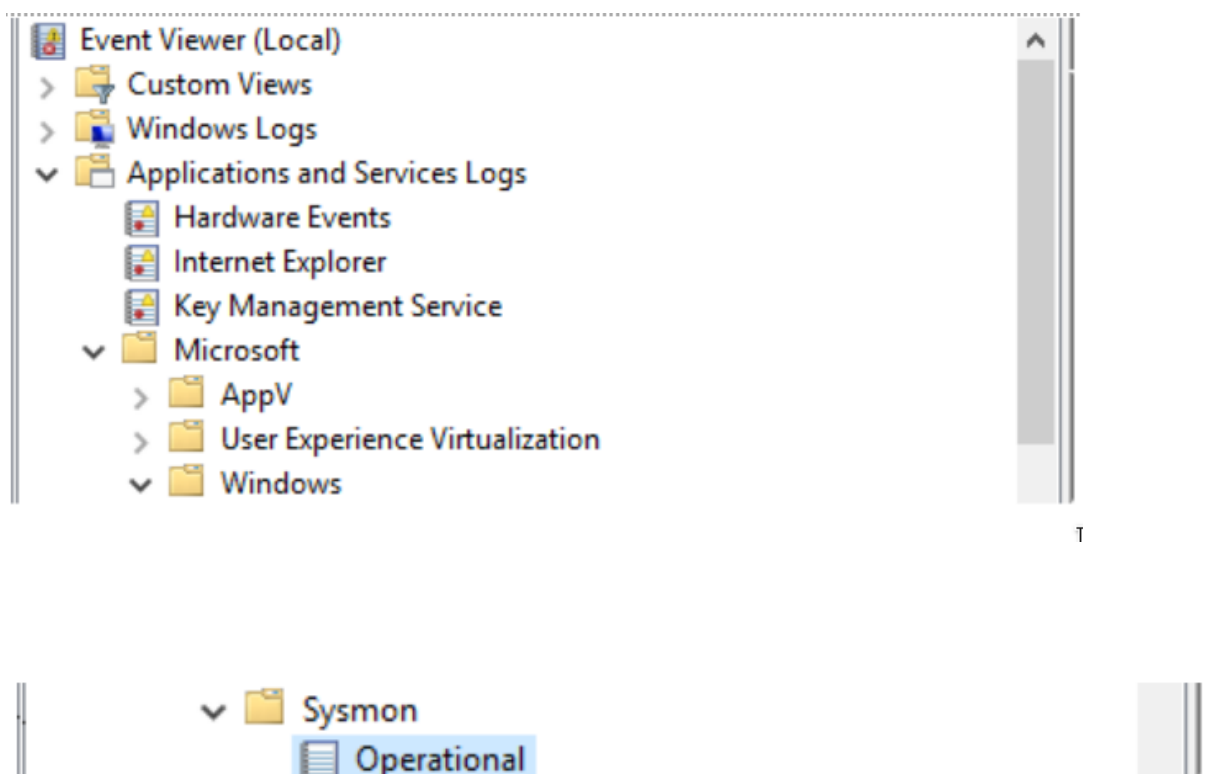 Event Viewer (Local)
Custom Views
Windows Logs
Applications and Services Logs
Hardware Events
Internet Explorer
Key Management Service
Microsoft
AppV
User Experience Virtualization
Windows
Sysmon
Operational